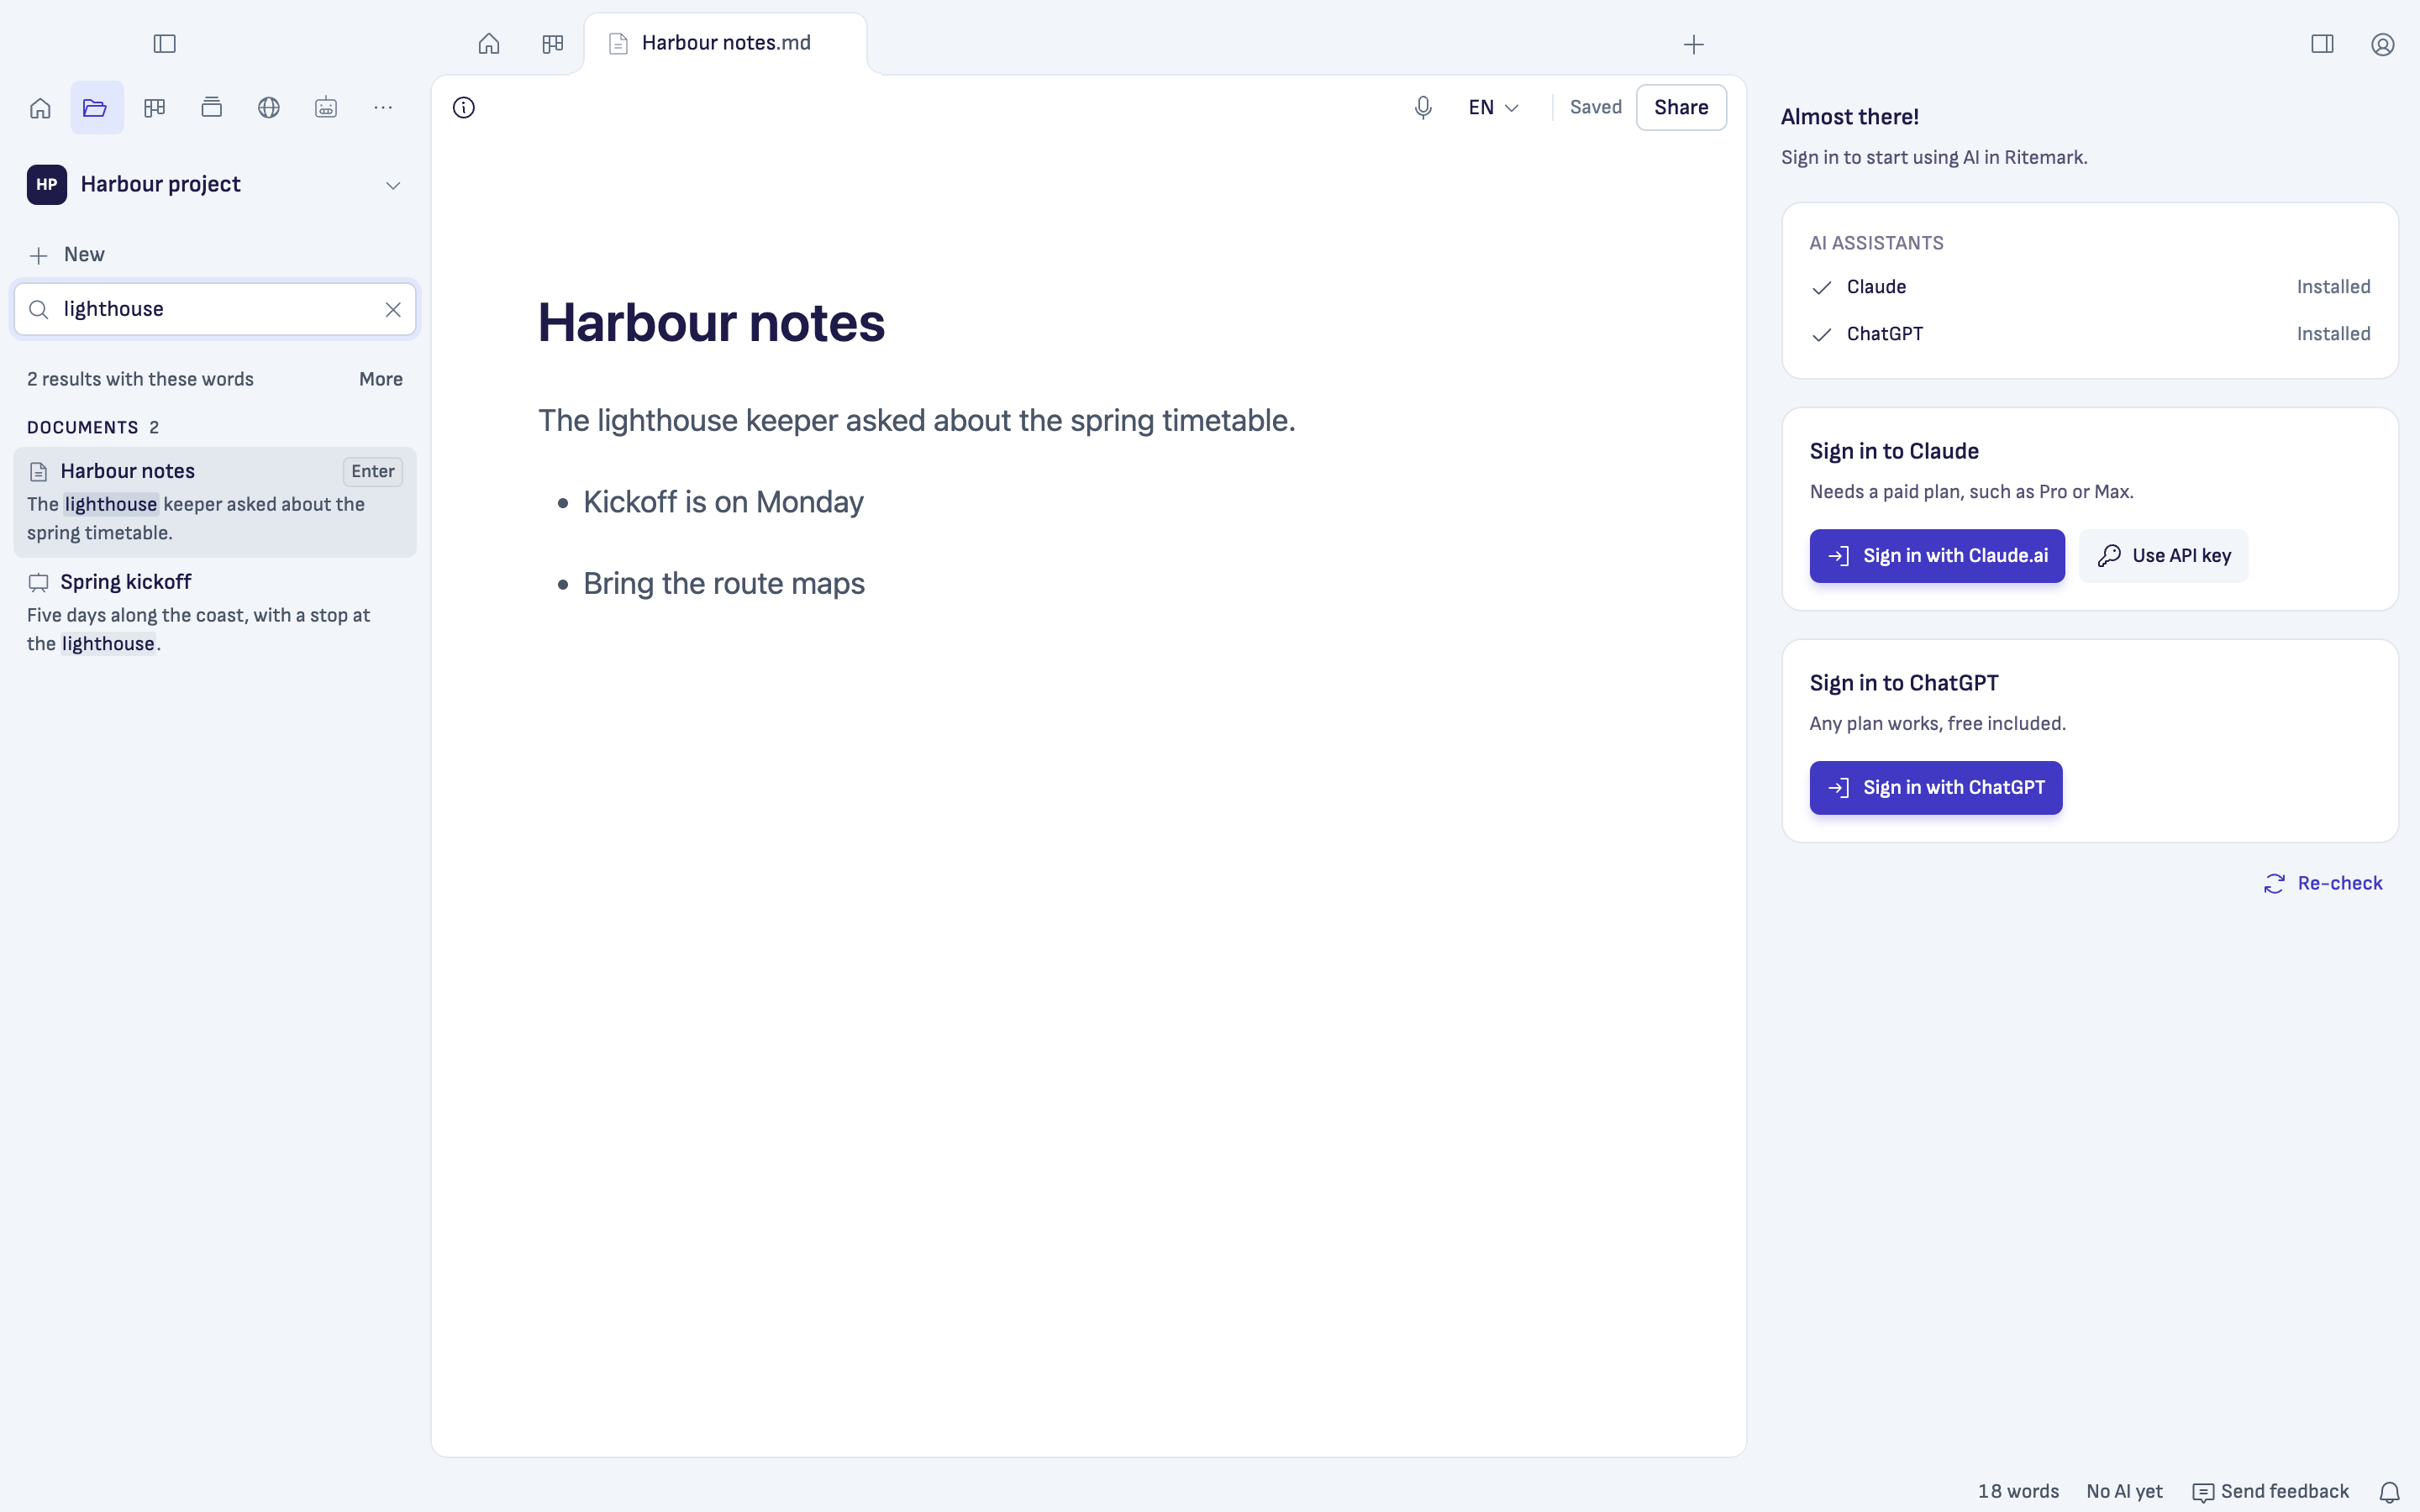 Harbour notes.md
EN
Saved
Share
HP
Harbour project
New
lighthouse
2 results with these words
More
DOCUMENTS 2
Harbour notes
Enter
The lighthouse keeper asked about the
spring timetable.
Spring kickoff
Five days along the coast, with a stop at
the lighthouse.
Harbour notes
The lighthouse keeper asked about the spring timetable.
Kickoff is on Monday
Bring the route maps
Almost there!
Sign in to start using AI in Ritemark.
AI ASSISTANTS
Claude
Installed
ChatGPT
Installed
Sign in to Claude
Needs a paid plan, such as Pro or Max.
Sign in with Claude.ai
Use API key
Sign in to ChatGPT
Any plan works, free included.
Sign in with ChatGPT
Re-check
18 words
No AI yet
Send feedback